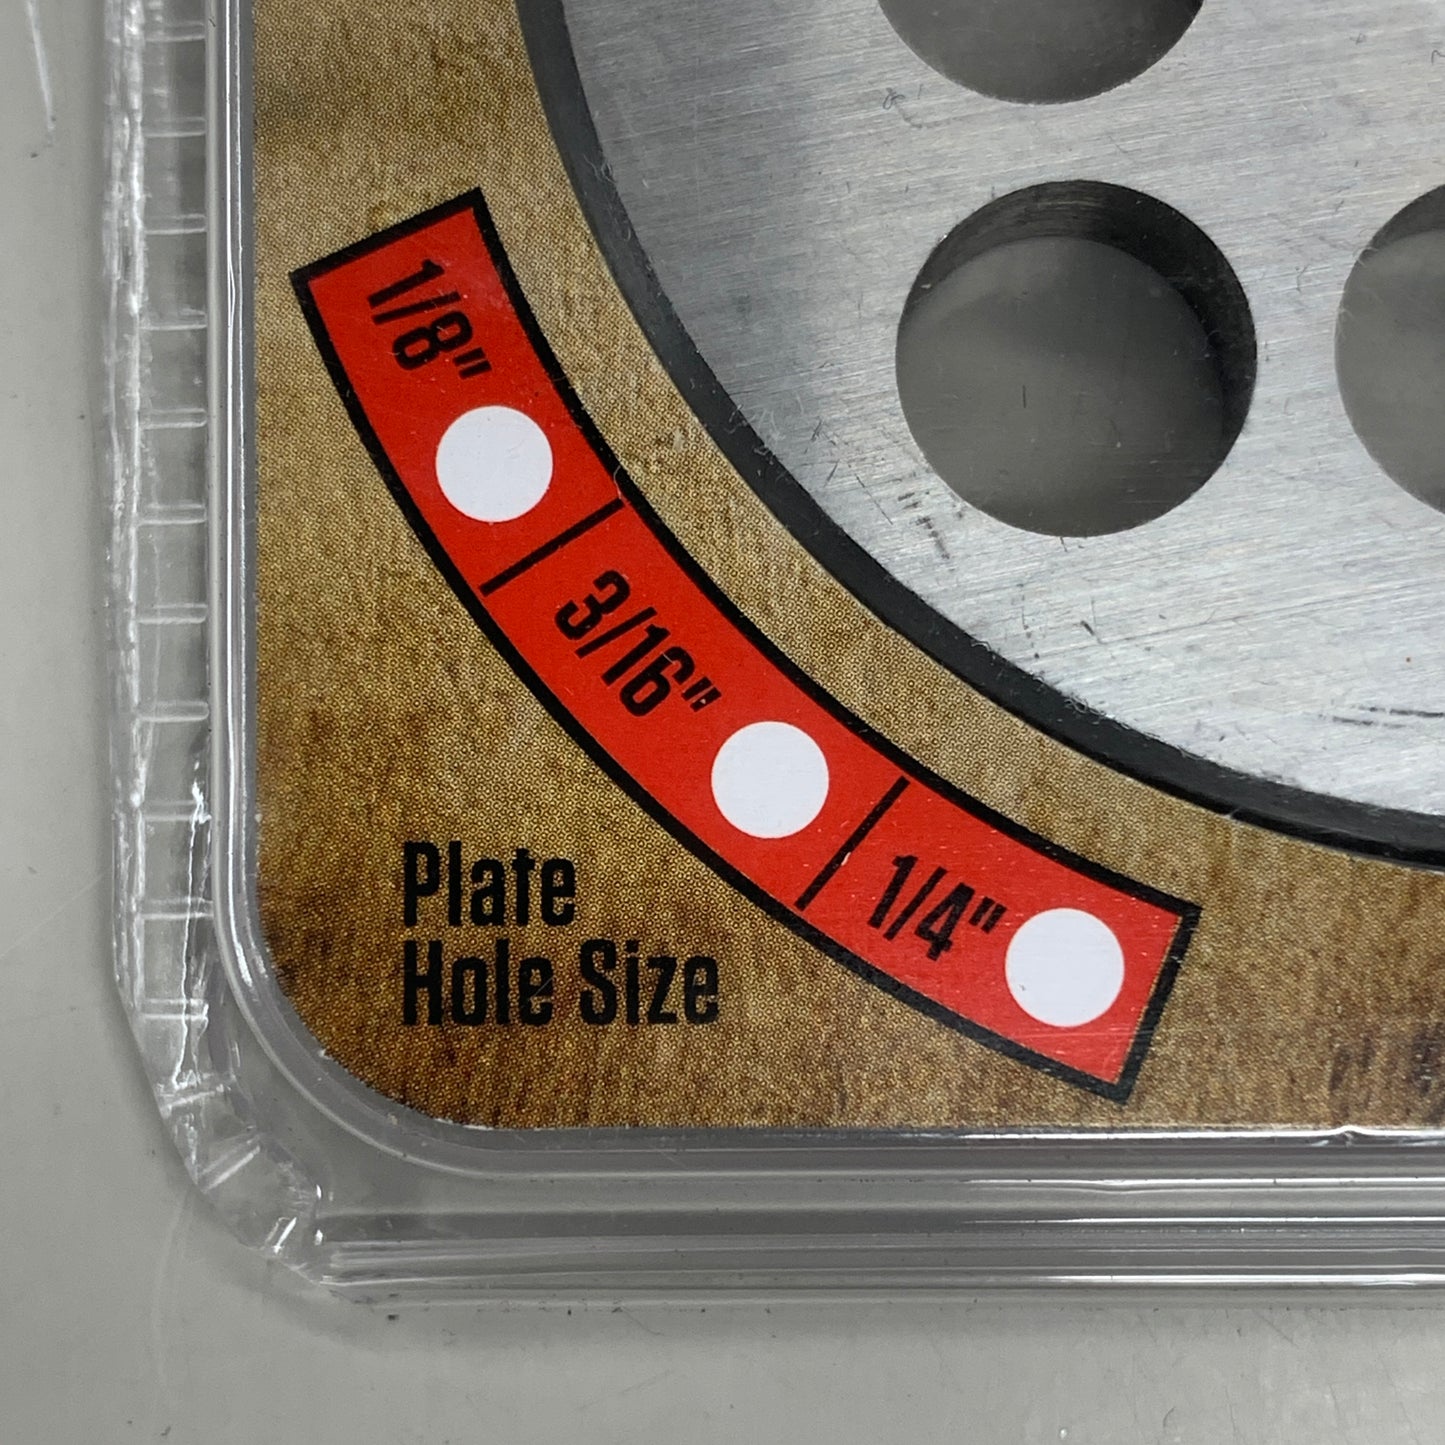 1/8"
3/16"
1/4"
Plate
Hole Size